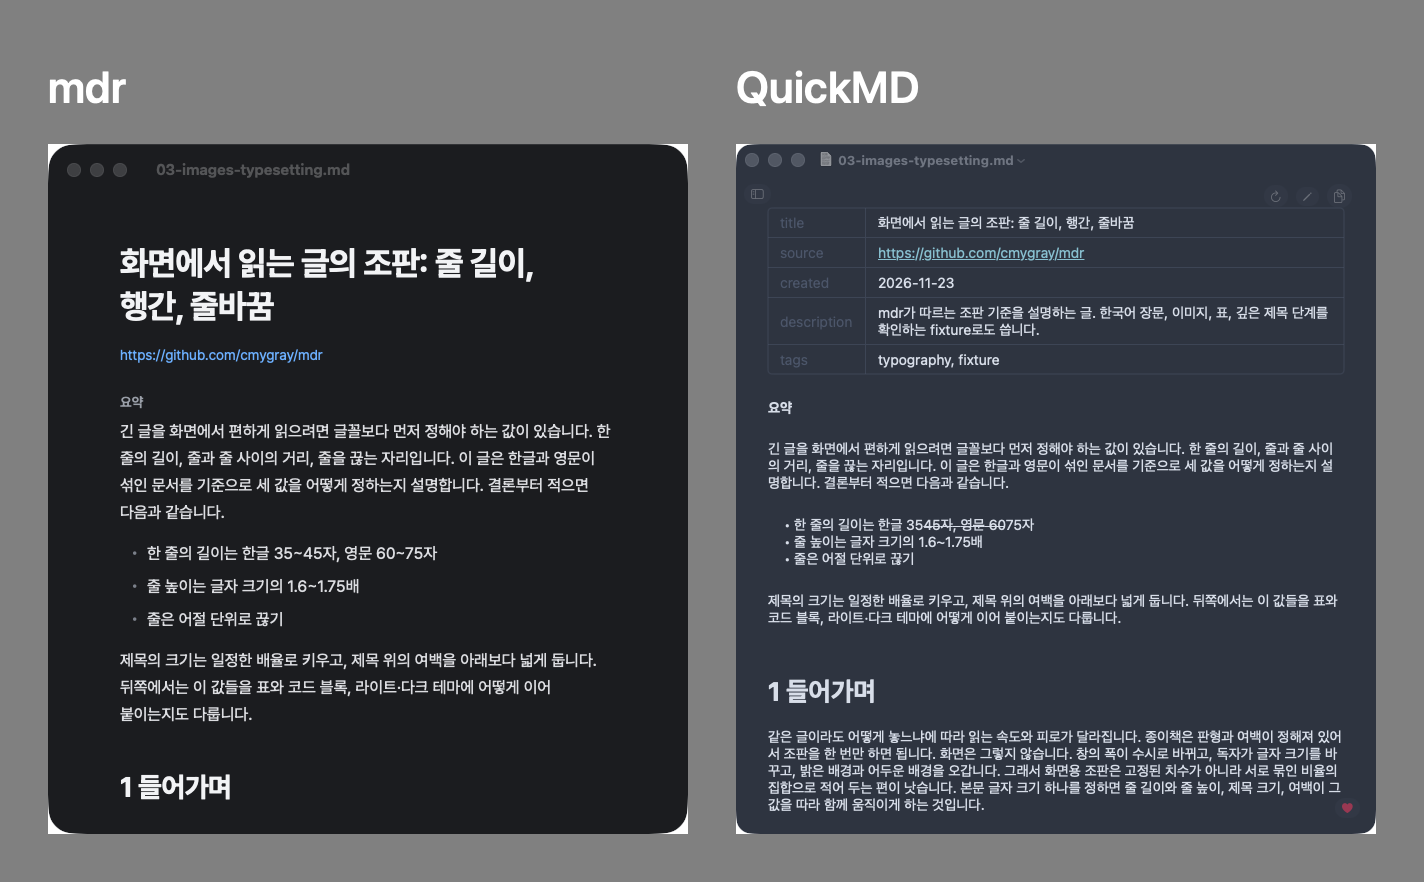 mdr
03-images-typesetting.md
화면에서 읽는 글의 조판: 줄 길이,
행간, 줄바꿈
https://github.com/cmygray/mdr
요약
긴 글을 화면에서 편하게 읽으려면 글꼴보다 먼저 정해야 하는 값이 있습니다. 한
줄의 길이, 줄과 줄 사이의 거리, 줄을 끊는 자리입니다. 이 글은 한글과 영문이
섞인 문서를 기준으로 세 값을 어떻게 정하는지 설명합니다. 결론부터 적으면
다음과 같습니다.
• 한 줄의 길이는 한글 35~45자, 영문 60~75자
• 줄 높이는 글자 크기의 1.6~1.75배
• 줄은 어절 단위로 끊기
제목의 크기는 일정한 배율로 키우고, 제목 위의 여백을 아래보다 넓게 둡니다.
뒤쪽에서는 이 값들을 표와 코드 블록, 라이트·다크 테마에 어떻게 이어
붙이는지도 다룹니다.
1 들어가며
QuickMD
03-images-typesetting.md
title 화면에서 읽는 글의 조판: 줄 길이, 행간, 줄바꿈
source https://github.com/cmygray/mdr
created 2026-11-23
description mdr가 따르는 조판 기준을 설명하는 글. 한국어 장문, 이미지, 표, 깊은 제목 단계를
확인하는 fixture로도 씁니다.
tags typography, fixture
요약
긴 글을 화면에서 편하게 읽으려면 글꼴보다 먼저 정해야 하는 값이 있습니다. 한 줄의 길이, 줄과 줄 사이
의 거리, 줄을 끊는 자리입니다. 이 글은 한글과 영문이 섞인 문서를 기준으로 세 값을 어떻게 정하는지 설
명합니다. 결론부터 적으면 다음과 같습니다.
• 한 줄의 길이는 한글 3545자, 영문 6075자
• 줄 높이는 글자 크기의 1.6~1.75배
• 줄은 어절 단위로 끊기
제목의 크기는 일정한 배율로 키우고, 제목 위의 여백을 아래보다 넓게 둡니다. 뒤쪽에서는 이 값들을 표와
코드 블록, 라이트·다크 테마에 어떻게 이어 붙이는지도 다룹니다.
1 들어가며
같은 글이라도 어떻게 놓느냐에 따라 읽는 속도와 피로가 달라집니다. 종이책은 판형과 여백이 정해져 있어
서 조판을 한 번만 하면 됩니다. 화면은 그렇지 않습니다. 창의 폭이 수시로 바뀌고, 독자가 글자 크기를 바
꾸고, 밝은 배경과 어두운 배경을 오갑니다. 그래서 화면용 조판은 고정된 치수가 아니라 서로 묶인 비율의
집합으로 적어 두는 편이 낫습니다. 본문 글자 크기 하나를 정하면 줄 길이와 줄 높이, 제목 크기, 여백이 그
값을 따라 함께 움직이게 하는 것입니다.